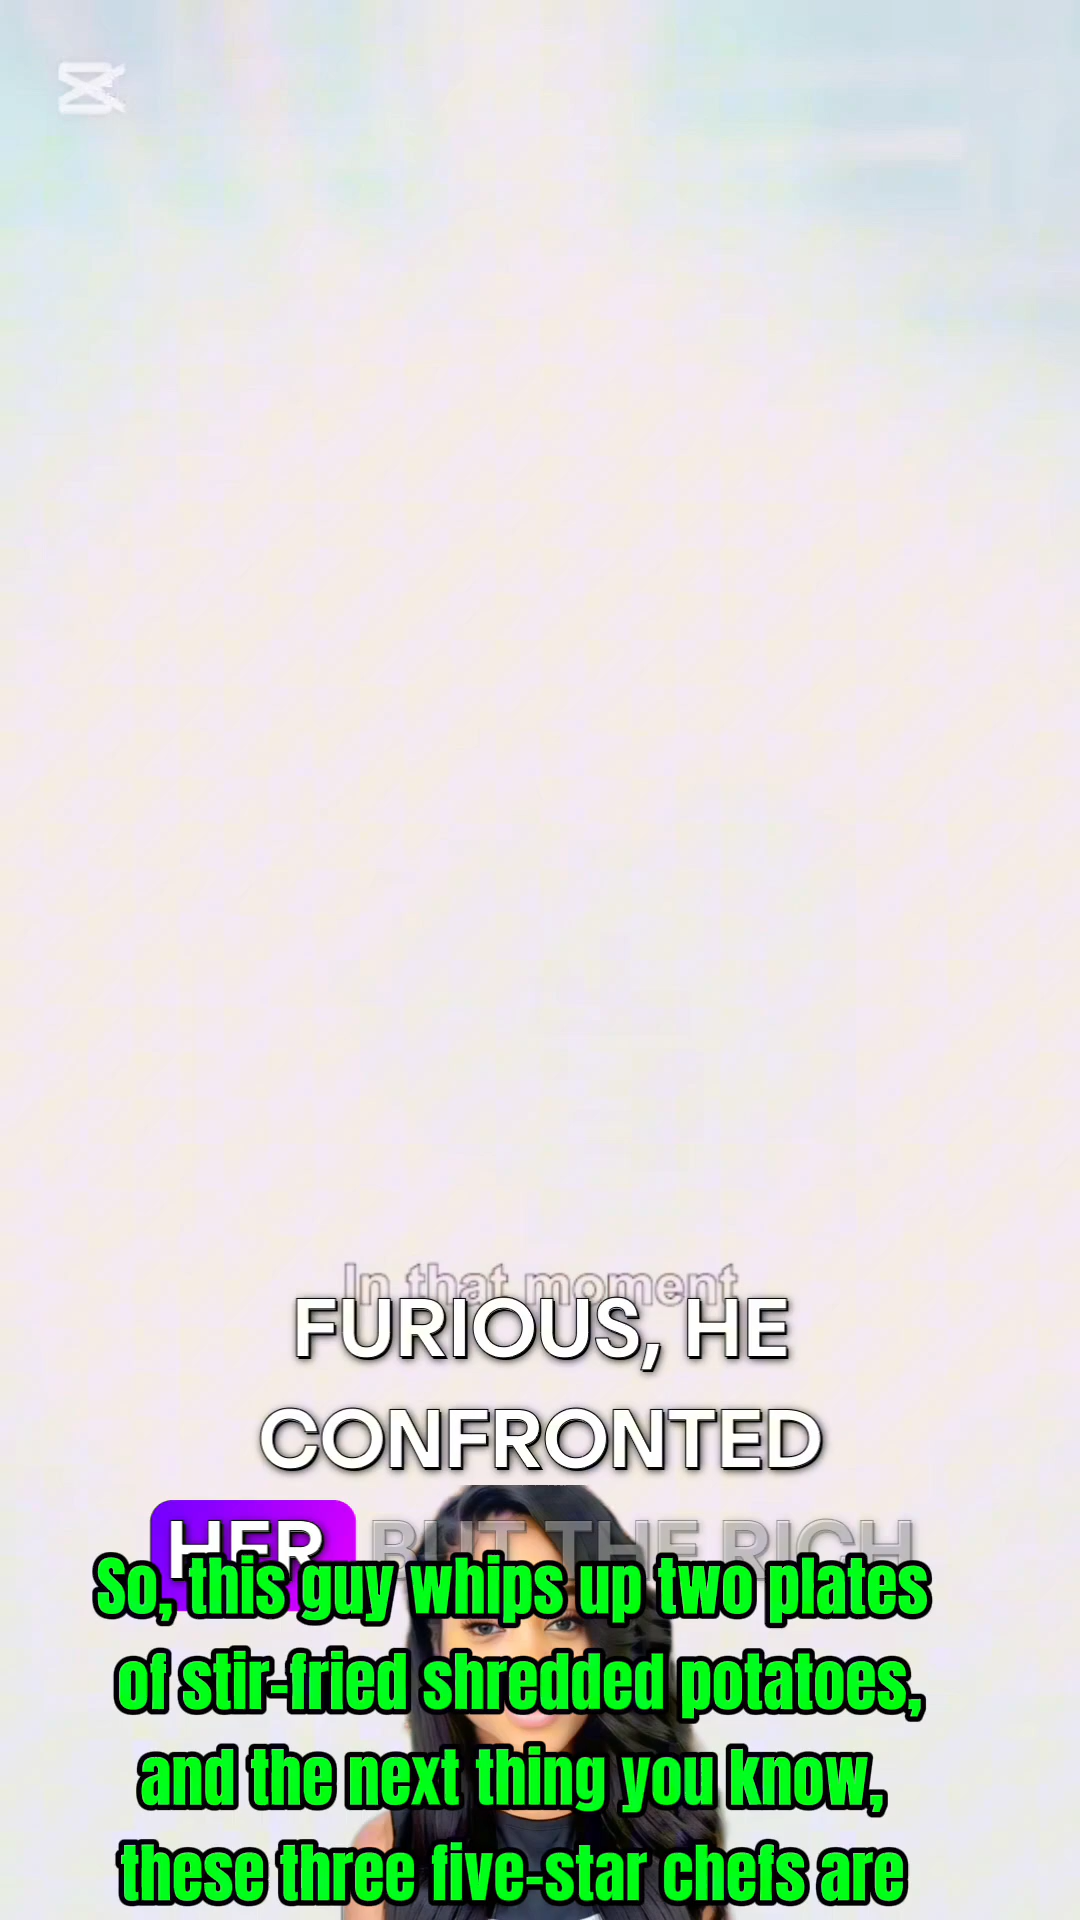 In that moment
FURIOUS, HE
CONFRONTED
HER BUT THE RICH
So, this guy whips up two plates
of stir-fried shredded potatoes,
and the next thing you know,
these three five-star chefs are